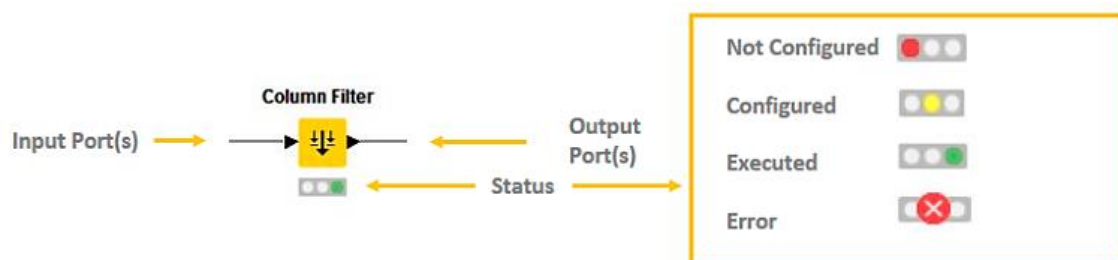 Column Filter
Input Port(s)
Output
Port(s)
Status
Not Configured
Configured
Executed
Error